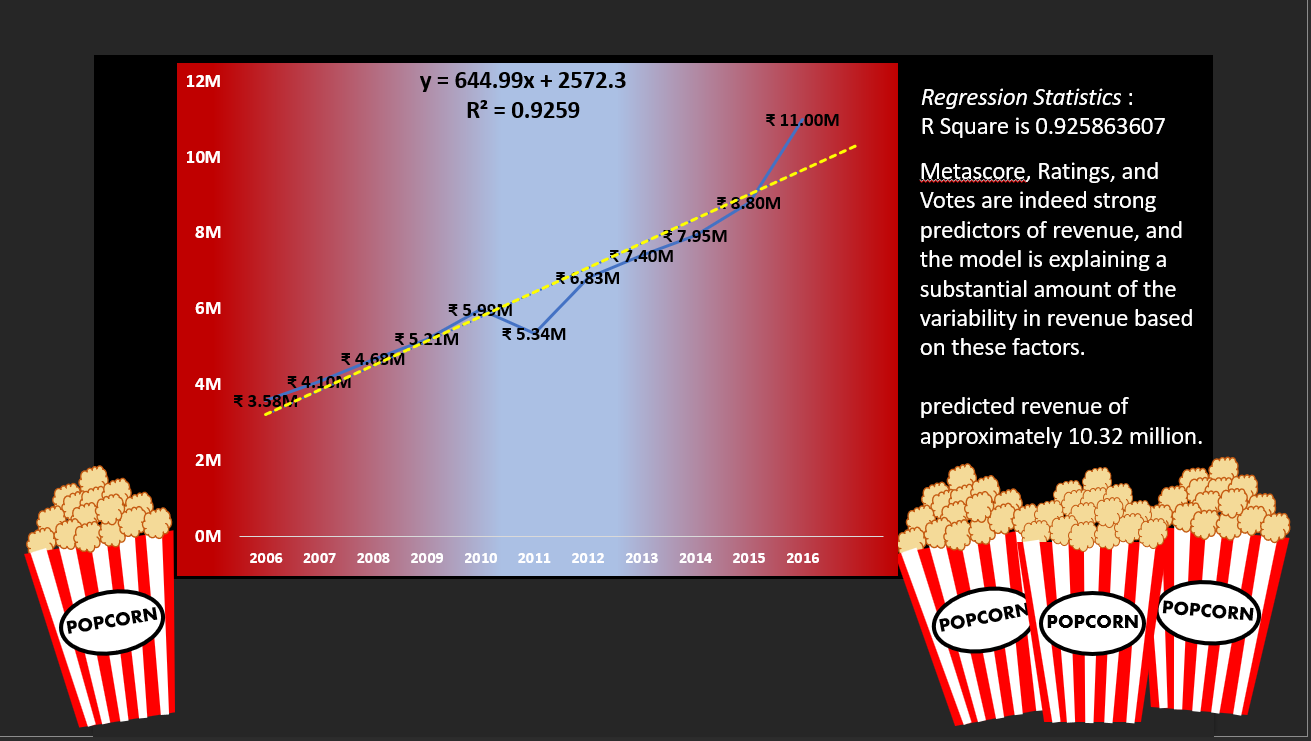 12M
10M
8M
6M
4M
2M
0M
y = 644.99x + 2572.3
R² = 0.9259
₹ 3.58M
₹ 4.10M
₹ 4.68M
₹ 5.21M
₹ 5.99M
₹ 5.34M
₹ 6.83M
₹ 7.40M
₹ 7.95M
₹ 8.80M
₹ 11.00M
2006 2007 2008 2009 2010 2011 2012 2013 2014 2015 2016
Regression Statistics :
R Square is 0.925863607
Metascore, Ratings, and
Votes are indeed strong
predictors of revenue, and
the model is explaining a
substantial amount of the
variability in revenue based
on these factors.
predicted revenue of
approximately 10.32 million.
POPCORN
POPCORN
POPCORN
POPCORN